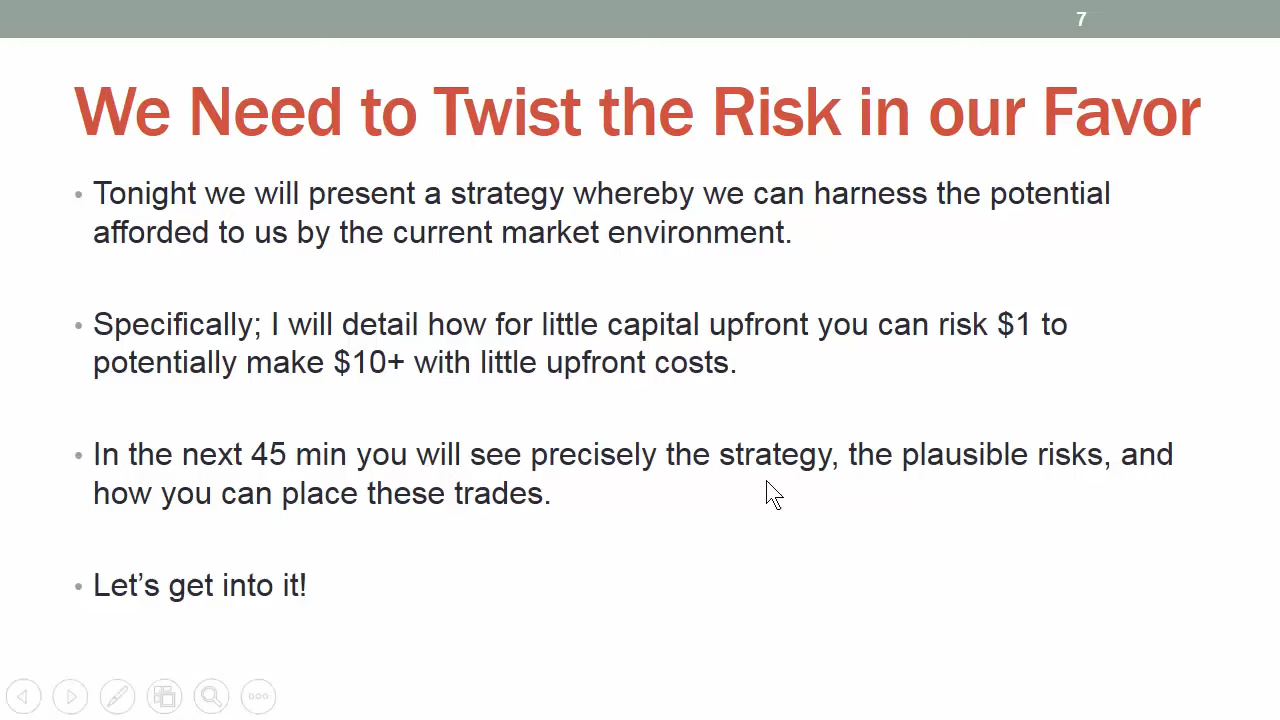 7
We Need to Twist the Risk in our Favor
• Tonight we will present a strategy whereby we can harness the potential
afforded to us by the current market environment.
• Specifically; I will detail how for little capital upfront you can risk $1 to
potentially make $10+ with little upfront costs.
• In the next 45 min you will see precisely the strategy, the plausible risks, and
how you can place these trades.
• Let’s get into it!